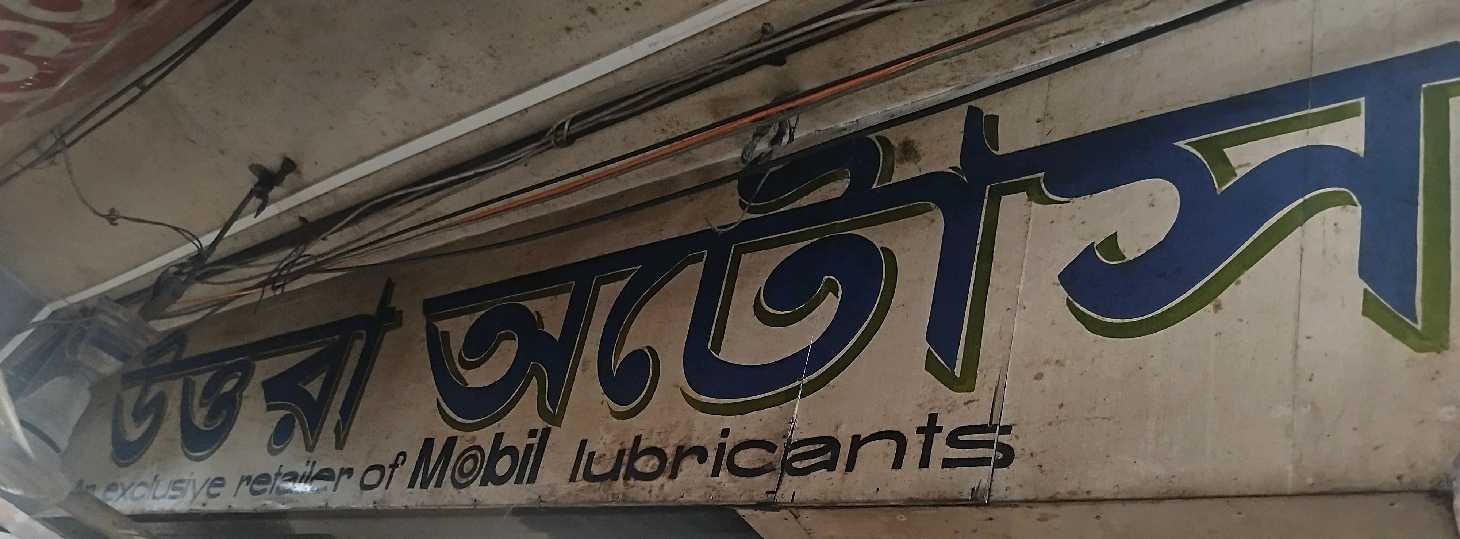 উত্তরা অটোস
An exclusive retailer of Mobil lubricants